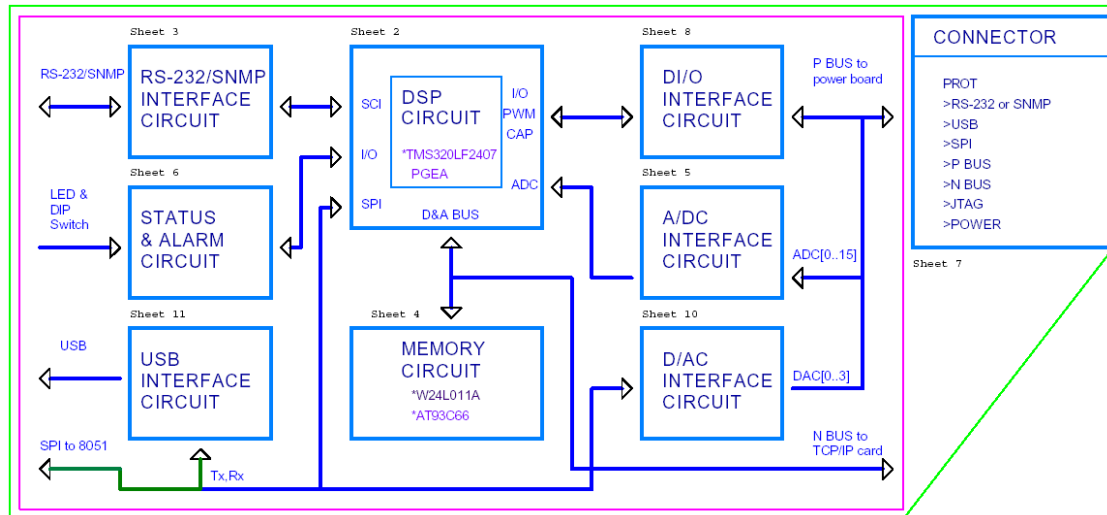 Sheet 3
Sheet 2
Sheet 8
CONNECTOR
PROT
>RS-232 or SNMP
>USB
>SPI
>P BUS
>N BUS
>JTAG
>POWER
Sheet 7
RS-232/SNMP
RS-232/SNMP
INTERFACE
CIRCUIT
SCI
I/O
SPI
DSP
CIRCUIT
*TMS320LF2407
PGEA
I/O
PWM
CAP
ADC
D&A BUS
DI/O
INTERFACE
CIRCUIT
P BUS to
power board
Sheet 6
Sheet 5
LED &
DIP
Switch
STATUS
& ALARM
CIRCUIT
A/DC
INTERFACE
CIRCUIT
ADC[0..15]
Sheet 11
Sheet 4
Sheet 10
USB
USB
INTERFACE
CIRCUIT
MEMORY
CIRCUIT
*W24L011A
*AT93C66
D/AC
INTERFACE
CIRCUIT
DAC[0..3]
SPI to 8051
Tx,Rx
N BUS to
TCP/IP card